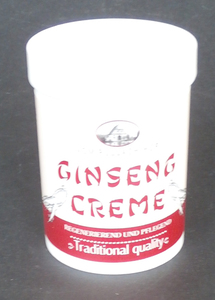 GINSENG
CREME
REGENERIEREND UND PFLEGEND
Traditional quality